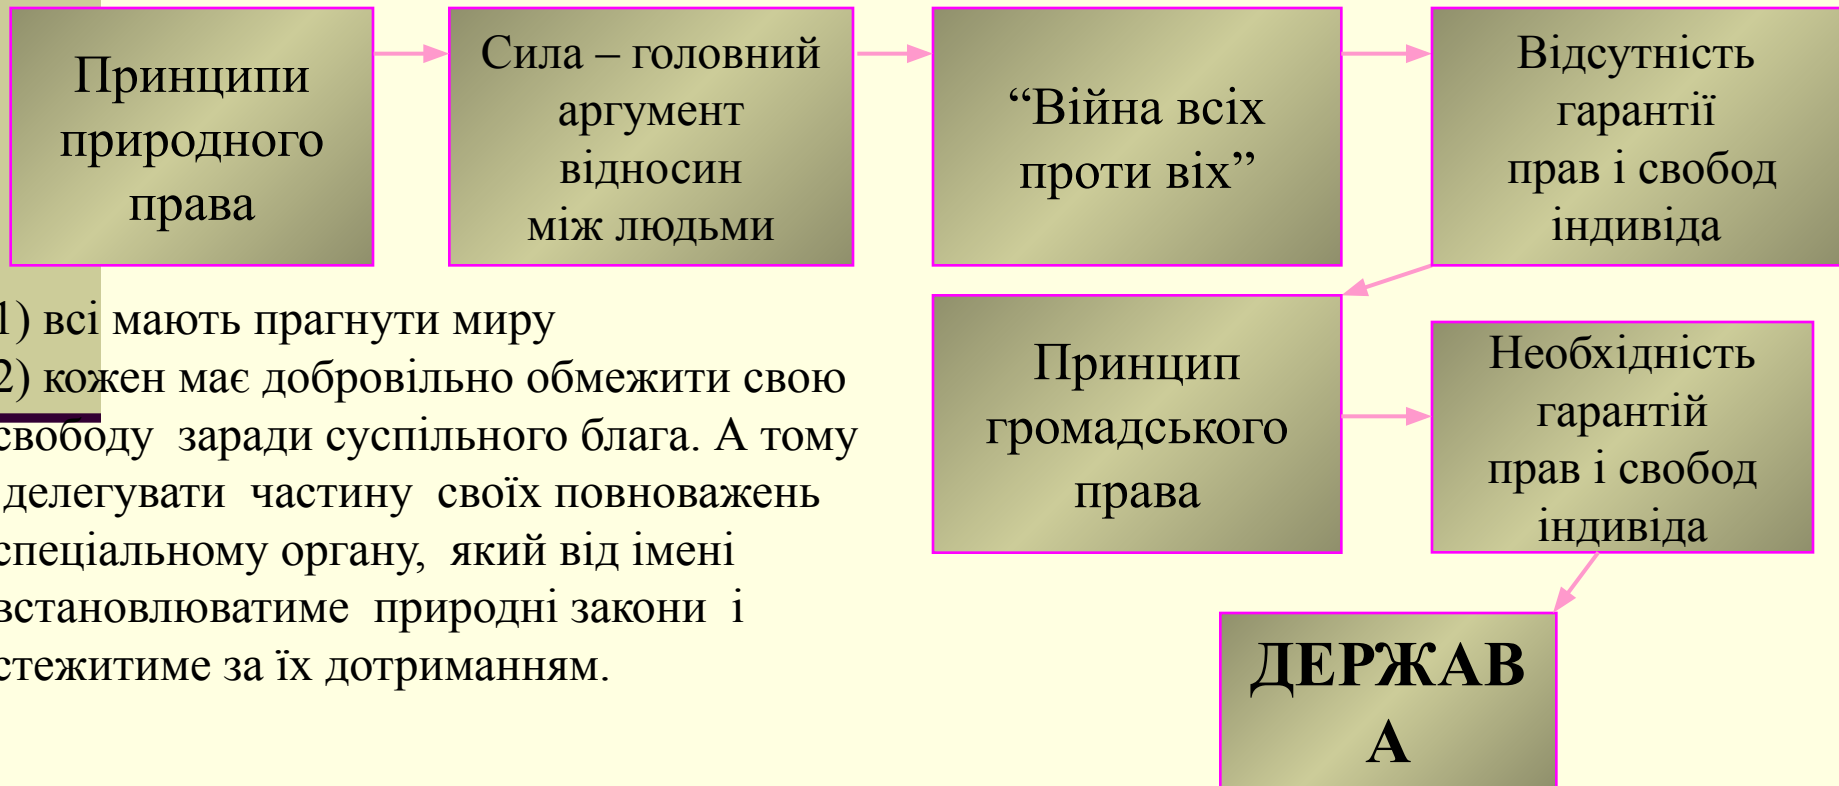 Принципи
природного
права
Сила – головний
аргумент
відносин
між людьми
“Війна всіх
проти віх”
Відсутність
гарантії
прав і свобод
індивіда
1) всі мають прагнути миру
2) кожен має добровільно обмежити свою
свободу заради суспільного блага. А тому
делегувати частину своїх повноважень
спеціальному органу, який від імені
встановлюватиме природні закони і
стежитиме за їх дотриманням.
Принцип
громадського
права
Необхідність
гарантій
прав і свобод
індивіда
ДЕРЖАВ
А